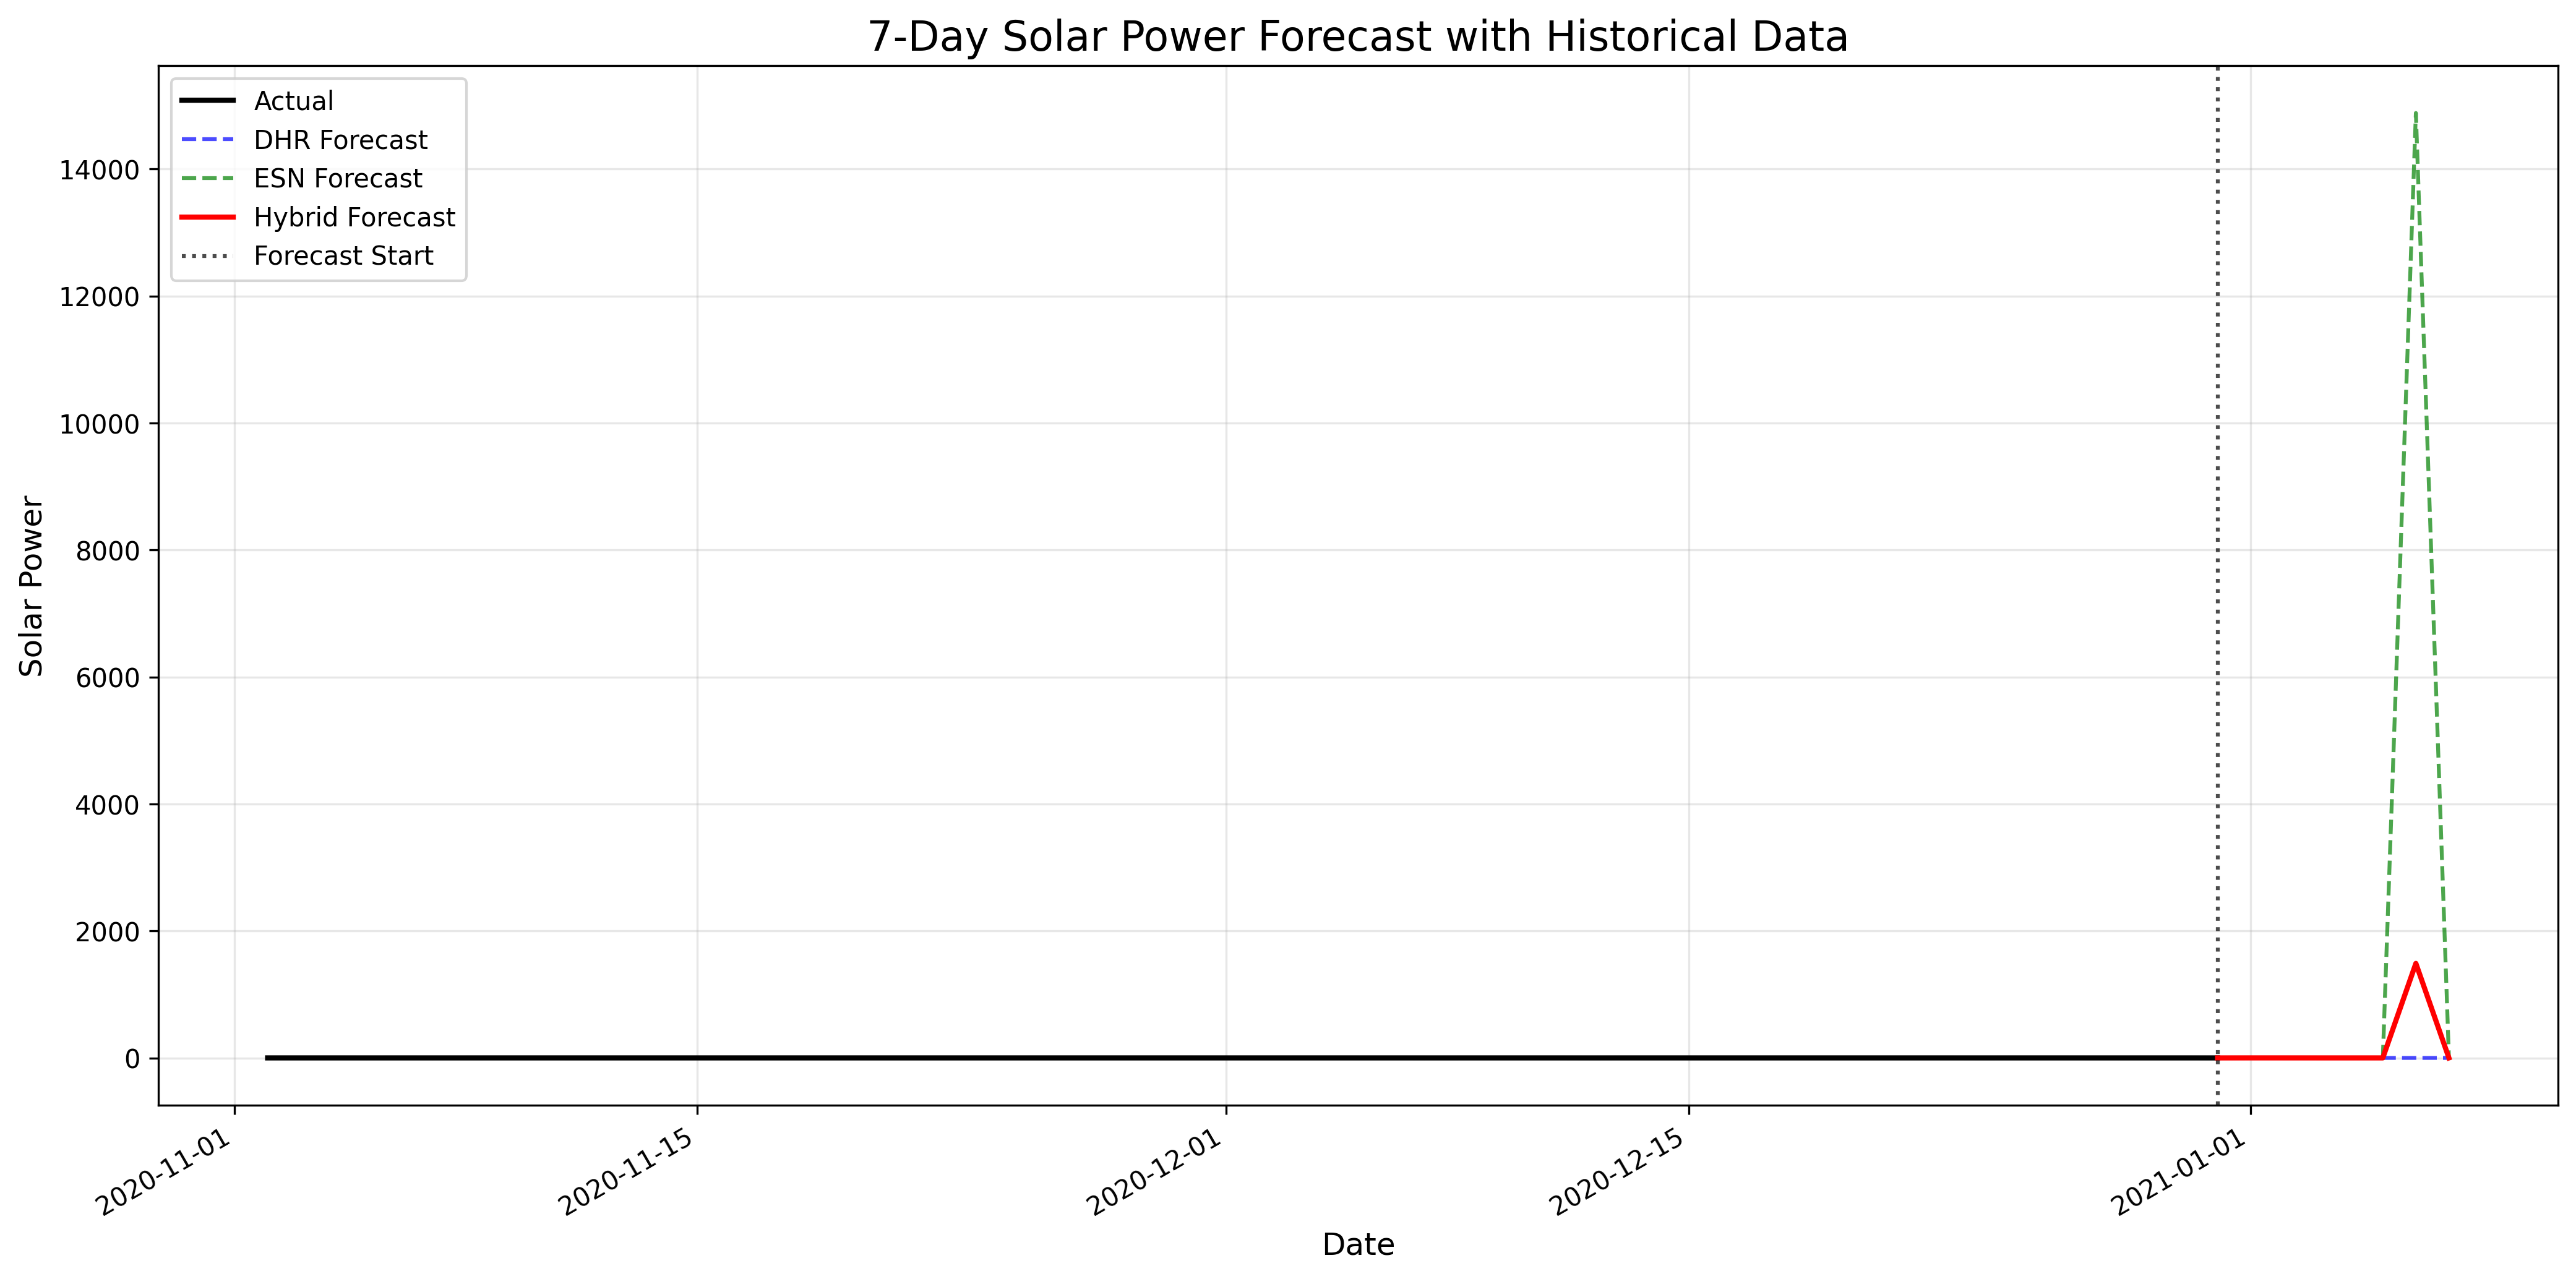 7-Day Solar Power Forecast with Historical Data
Actual
DHR Forecast
ESN Forecast
Hybrid Forecast
Forecast Start
Solar Power
14000
12000
10000
8000
6000
4000
2000
0
2020-11-01
2020-11-15
2020-12-01
2020-12-15
2021-01-01
Date